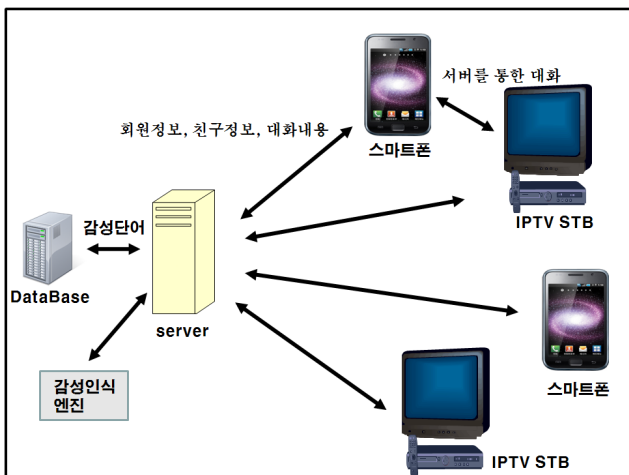 서버를 통한 대화
회원정보, 친구정보, 대화내용
스마트폰
IPTV STB
감성단어
DataBase
server
감성인식
엔진
스마트폰
IPTV STB